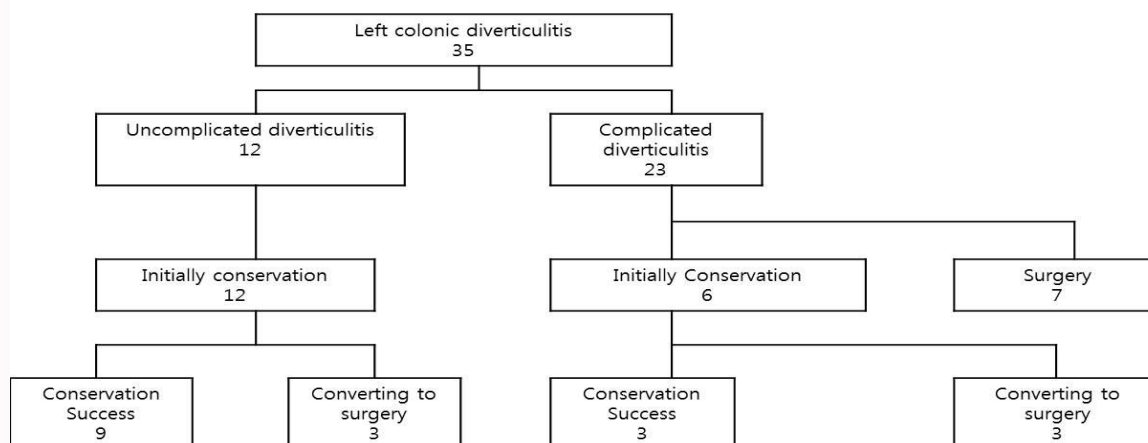 Left colonic diverticulitis
35
Uncomplicated diverticulitis
12
Complicated
diverticulitis
23
Initially conservation
12
Initially Conservation
6
Surgery
7
Conservation
Success
9
Converting to
surgery
3
Conservation
Success
3
Converting to
surgery
3